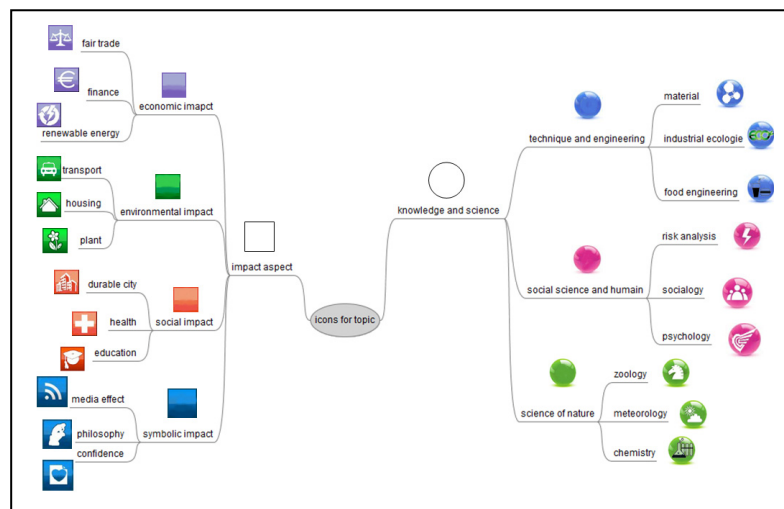 fair trade
finance
renewable energy
economic imapct
transport
housing
plant
environmental impact
impact aspect
durable city
health
education
social impact
media effect
philosophy
confidence
symbolic impact
icons for topic
knowledge and science
technique and engineering
material
industrial ecologie
food engineering
social science and humain
risk analysis
socialogy
psychology
science of nature
zoology
meteorology
chemistry